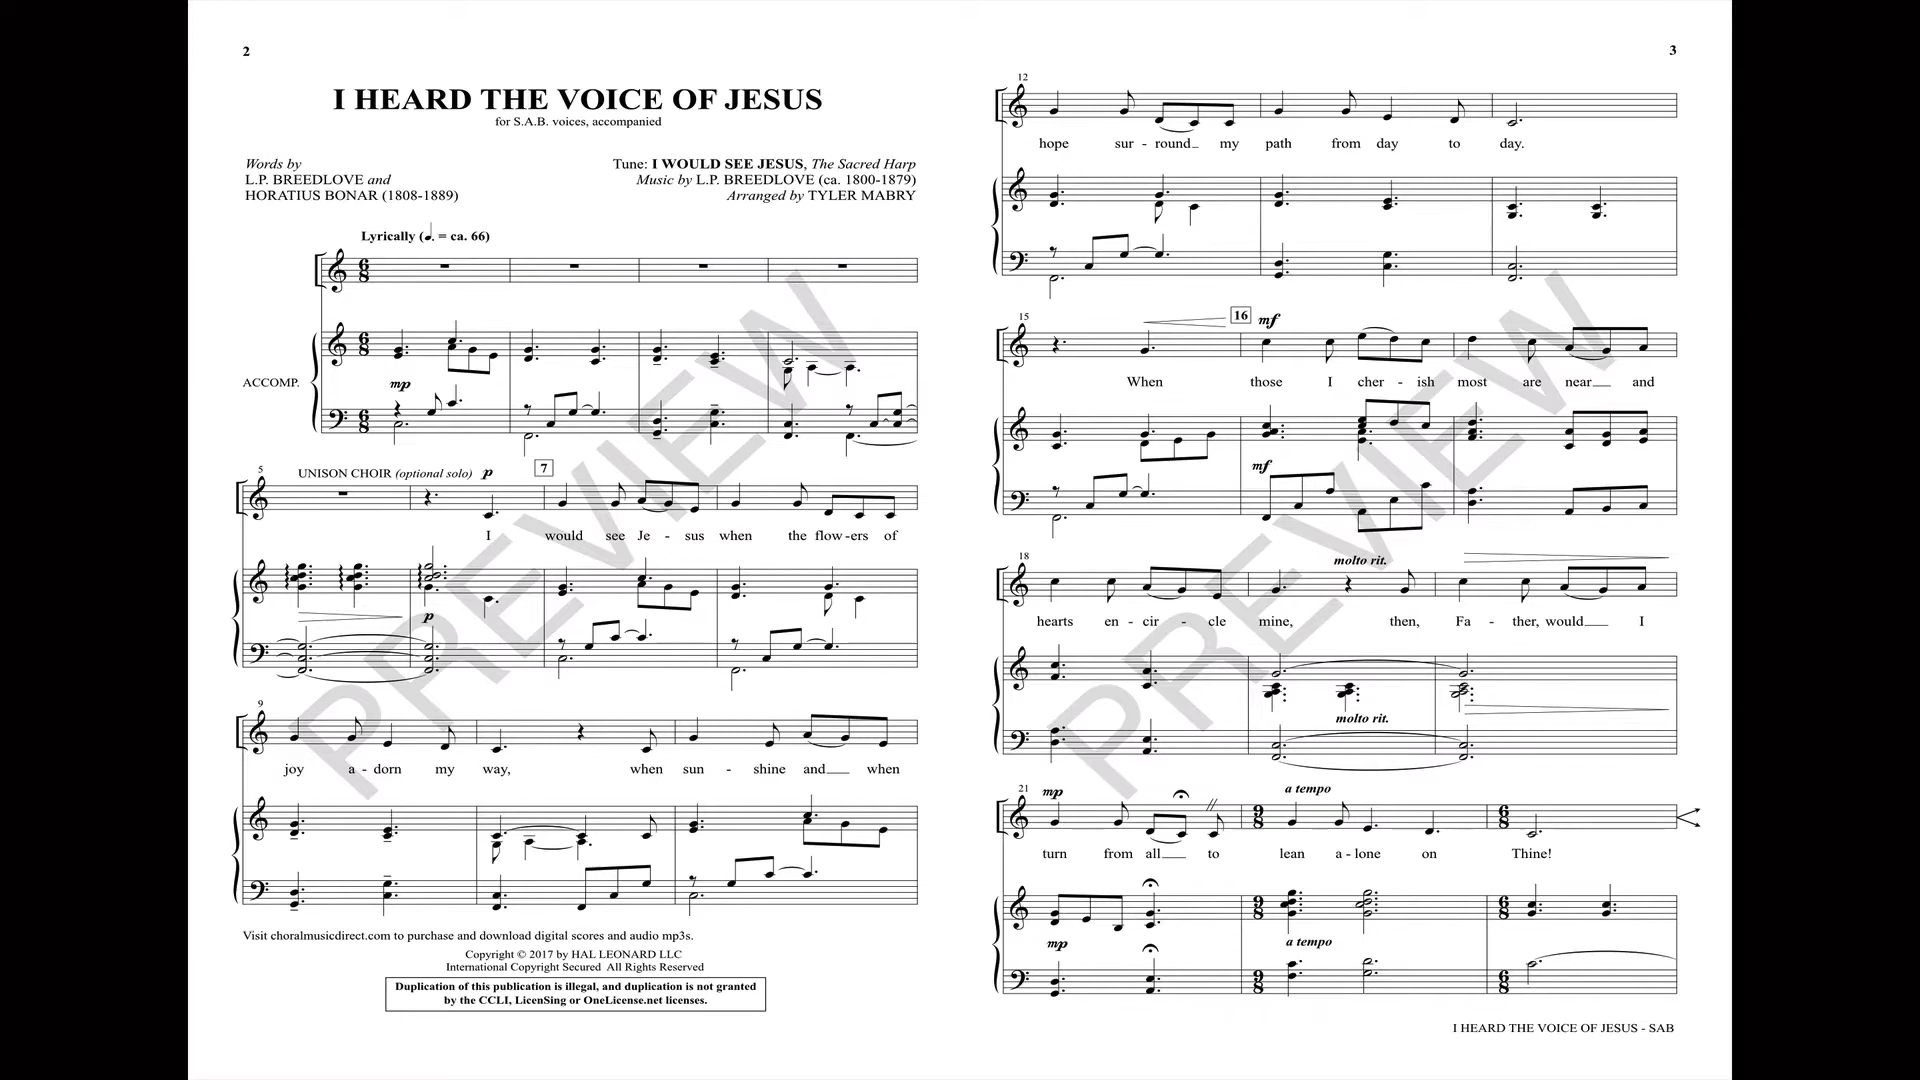 2
I HEARD THE VOICE OF JESUS
for S.A.B. voices, accompanied
Words by
L.P. BREEDLOVE and
HORATIUS BONAR (1808-1889)
Tune: I WOULD SEE JESUS, The Sacred Harp
Music by L.P. BREEDLOVE (ca. 1800-1879)
Arranged by TYLER MABRY
Lyrically (♩. = ca. 66)
ACCOMP.
mp
5
UNISON CHOIR (optional solo) p
7
I would see Je - sus when the flow - ers of
p
9
joy a - dorn my way, when sun - shine and when
Visit choralmusicdirect.com to purchase and download digital scores and audio mp3s.
Copyright © 2017 by HAL LEONARD LLC
International Copyright Secured All Rights Reserved
Duplication of this publication is illegal, and duplication is not granted
by the CCLI, LicenSing or OneLicense.net licenses.
3
12
hope sur - round my path from day to day.
15
16 mf
When those I cher - ish most are near and
mf
18
molto rit.
hearts en - cir - cle mine, then, Fa - ther, would I
molto rit.
21 mp
a tempo
turn from all to lean a - lone on Thine!
mp
a tempo
I HEARD THE VOICE OF JESUS - SAB
PREVIEW
PREVIEW